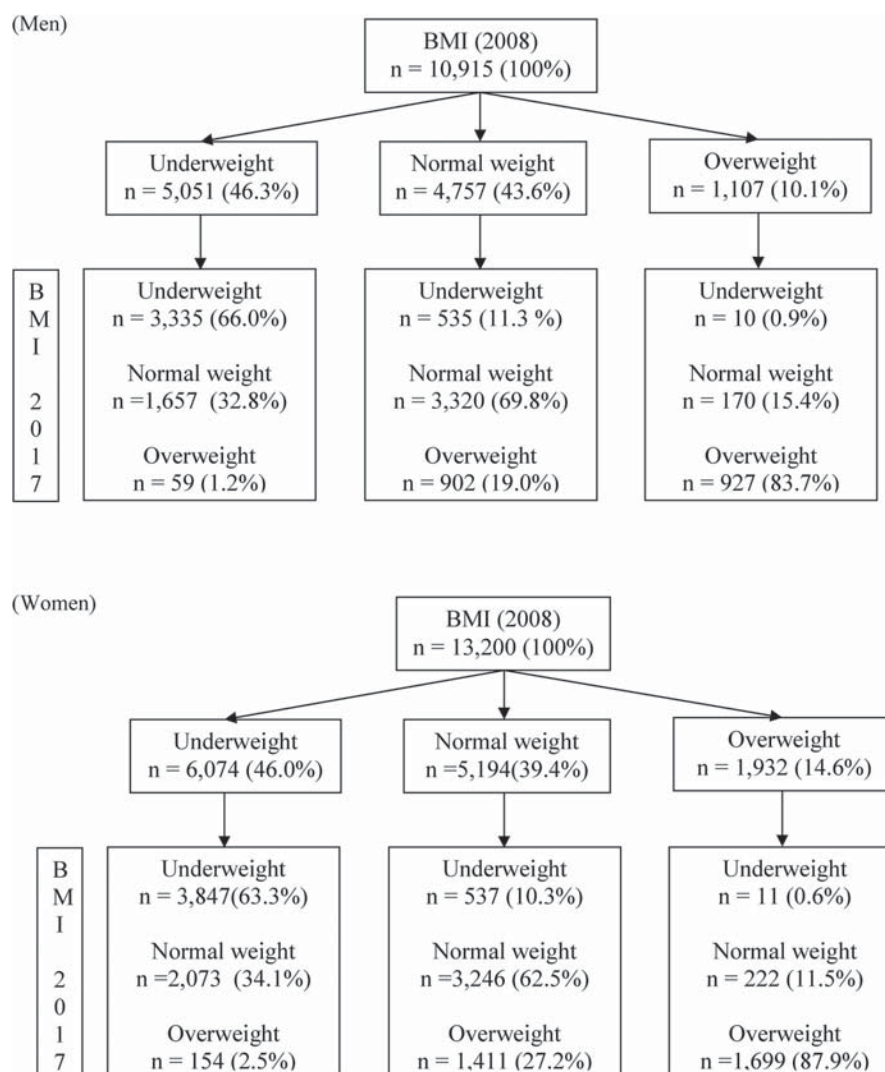 (Men)
BMI (2008)
n = 10,915 (100%)
Underweight
n = 5,051 (46.3%)
Normal weight
n = 4,757 (43.6%)
Overweight
n = 1,107 (10.1%)
B
M
I
2
0
1
7
Underweight
n = 3,335 (66.0%)
Normal weight
n =1,657 (32.8%)
Overweight
n = 59 (1.2%)
Underweight
n = 535 (11.3 %)
Normal weight
n = 3,320 (69.8%)
Overweight
n = 902 (19.0%)
Underweight
n = 10 (0.9%)
Normal weight
n = 170 (15.4%)
Overweight
n = 927 (83.7%)
(Women)
BMI (2008)
n = 13,200 (100%)
Underweight
n = 6,074 (46.0%)
Normal weight
n =5,194(39.4%)
Overweight
n = 1,932 (14.6%)
B
M
I
2
0
1
7
Underweight
n = 3,847(63.3%)
Normal weight
n =2,073 (34.1%)
Overweight
n = 154 (2.5%)
Underweight
n = 537 (10.3%)
Normal weight
n =3,246 (62.5%)
Overweight
n = 1,411 (27.2%)
Underweight
n = 11 (0.6%)
Normal weight
n = 222 (11.5%)
Overweight
n =1,699 (87.9%)